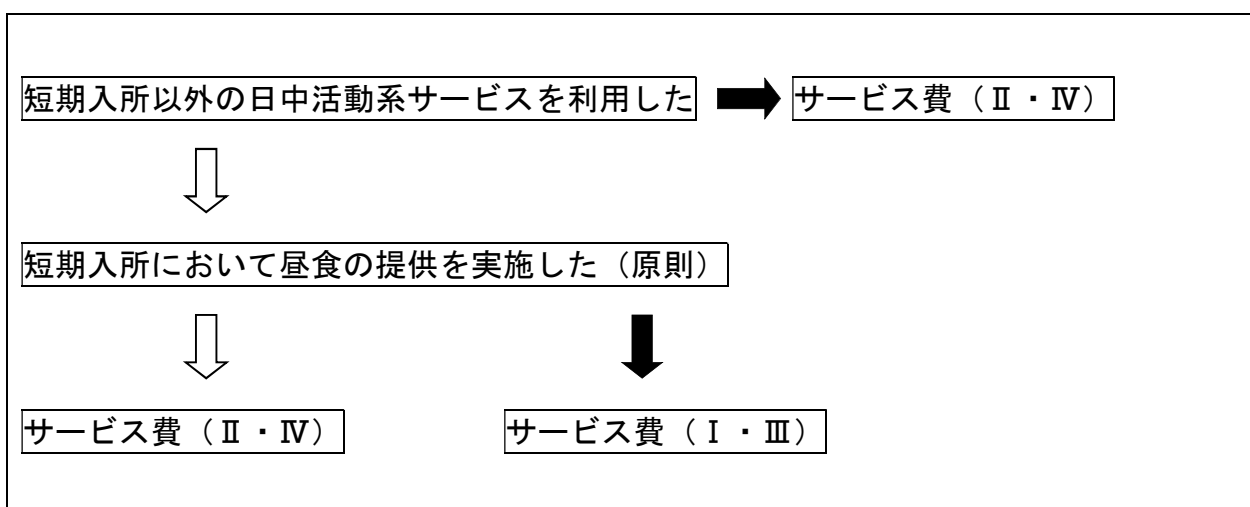 短期入所以外の日中活動系サービスを利用した
サービス費（Ⅱ・Ⅳ）
短期入所において昼食の提供を実施した（原則）
サービス費（Ⅱ・Ⅳ）
サービス費（Ⅰ・Ⅲ）